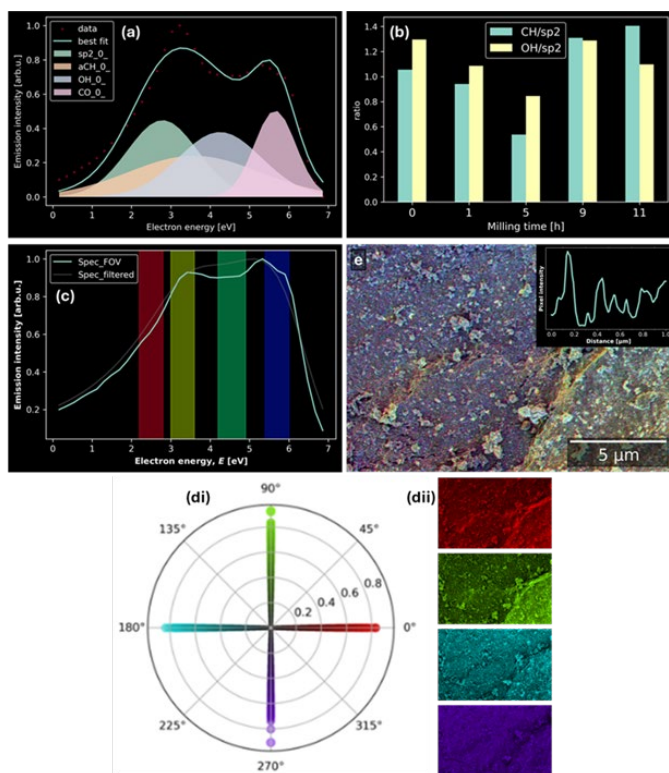 (a)
data
best fit
sp2_0_
aCH_0_
OH_0_
CO_0_
Emission intensity [arb.u.]
1.0
0.8
0.6
0.4
0.2
0.0
0 1 2 3 4 5 6 7
Electron energy [eV]
(b)
CH/sp2
OH/sp2
ratio
1.4
1.2
1.0
0.8
0.6
0.4
0.2
0.0
0 1 5 9 11
Milling time [h]
(c)
Spec_FOV
Spec_filtered
Emission intensity [arb.u.]
1.0
0.8
0.6
0.4
0.2
0 1 2 3 4 5 6 7
Electron energy, E [eV]
e
Pixel intensity
0.0 0.2 0.4 0.6 0.8 1.0
Distance [μm]
5 μm
(di)
90°
135° 45°
180° 0°
225° 315°
270°
0.2 0.4 0.6 0.8
(dii)